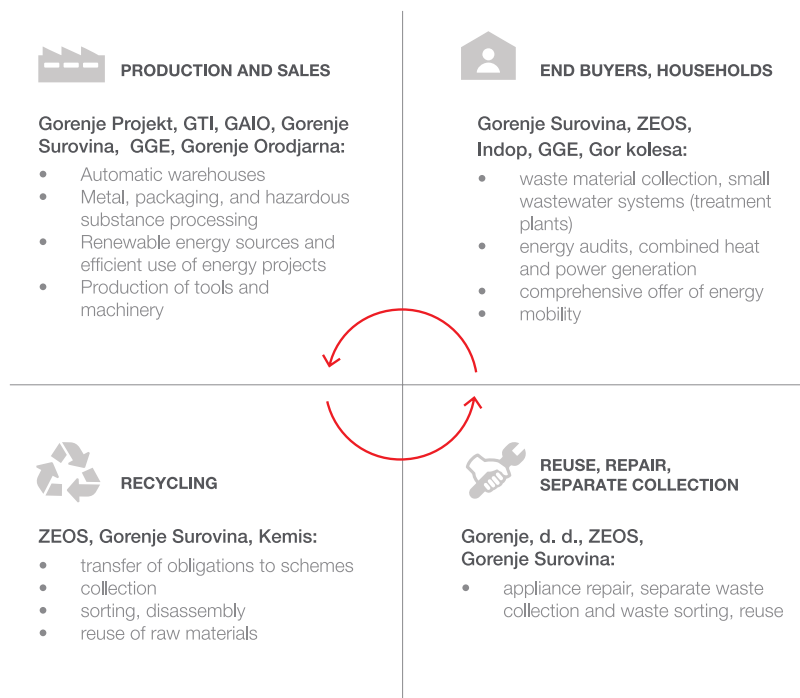 PRODUCTION AND SALES
Gorenje Projekt, GTI, GAIO, Gorenje
Surovina, GGE, Gorenje Orodjarna:
• Automatic warehouses
• Metal, packaging, and hazardous
substance processing
• Renewable energy sources and
efficient use of energy projects
• Production of tools and
machinery
END BUYERS, HOUSEHOLDS
Gorenje Surovina, ZEOS,
Indop, GGE, Gor kolesa:
• waste material collection, small
wastewater systems (treatment
plants)
• energy audits, combined heat
and power generation
• comprehensive offer of energy
• mobility
RECYCLING
ZEOS, Gorenje Surovina, Kemis:
• transfer of obligations to schemes
• collection
• sorting, disassembly
• reuse of raw materials
REUSE, REPAIR,
SEPARATE COLLECTION
Gorenje, d. d., ZEOS,
Gorenje Surovina:
• appliance repair, separate waste
collection and waste sorting, reuse